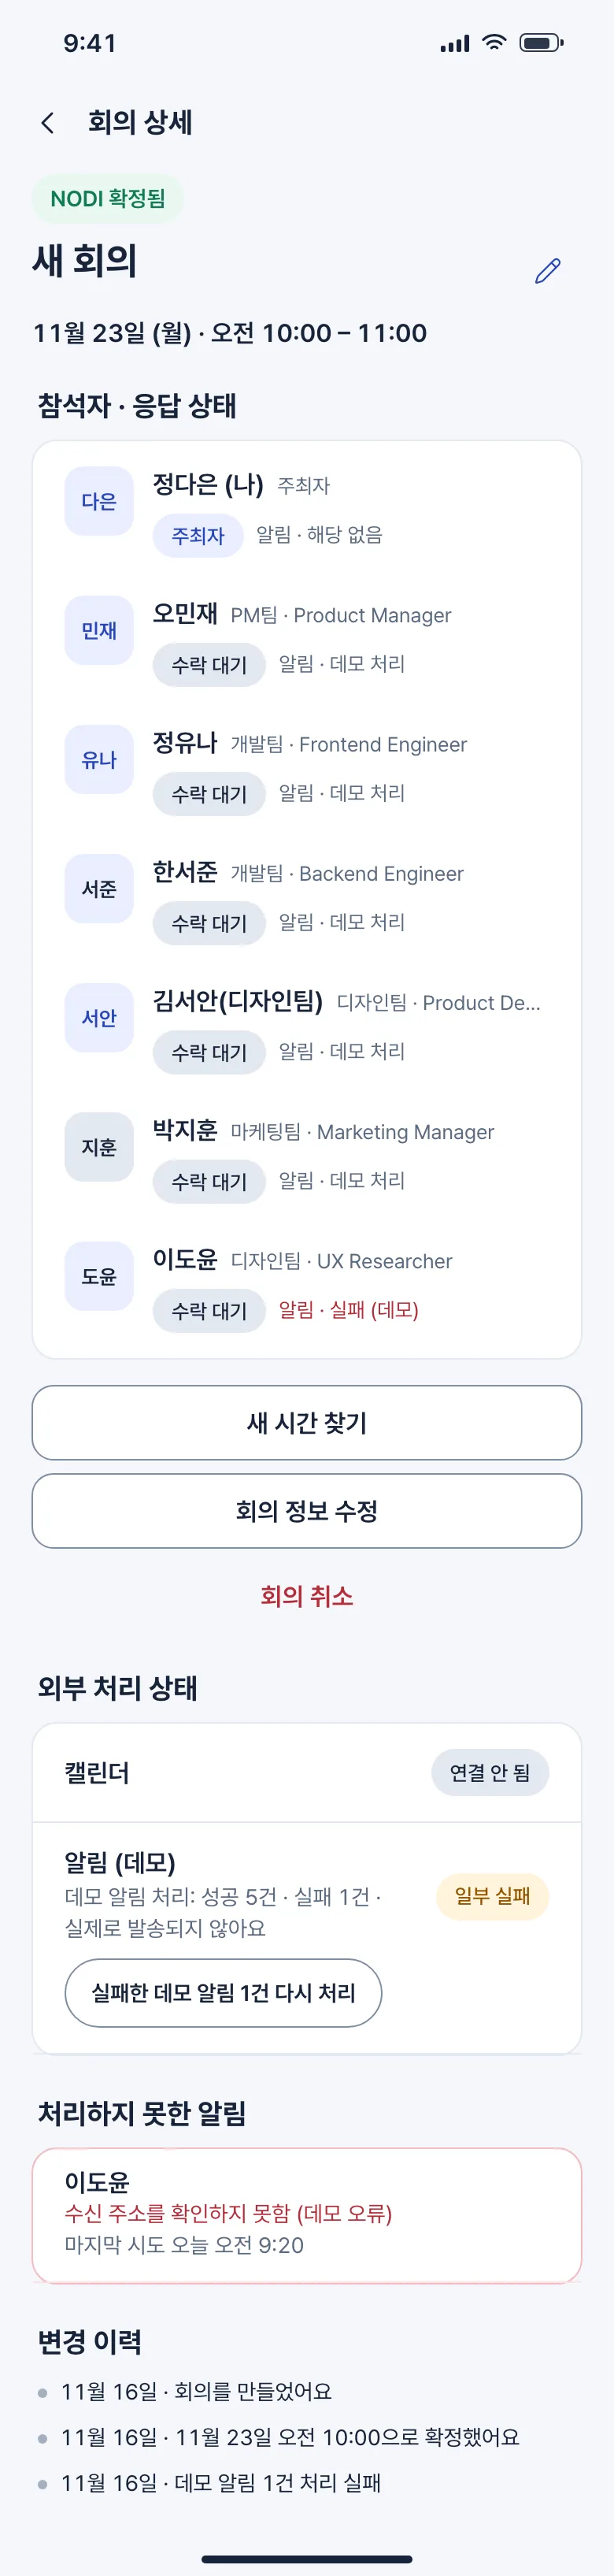 9:41
회의 상세
NODI 확정됨
새 회의
11월 23일 (월) · 오전 10:00 – 11:00
참석자 · 응답 상태
다은
정다은 (나) 주최자
주최자 알림 · 해당 없음
민재
오민재 PM팀 · Product Manager
수락 대기 알림 · 데모 처리
유나
정유나 개발팀 · Frontend Engineer
수락 대기 알림 · 데모 처리
서준
한서준 개발팀 · Backend Engineer
수락 대기 알림 · 데모 처리
서안
김서안(디자인팀) 디자인팀 · Product De...
수락 대기 알림 · 데모 처리
지훈
박지훈 마케팅팀 · Marketing Manager
수락 대기 알림 · 데모 처리
도윤
이도윤 디자인팀 · UX Researcher
수락 대기 알림 · 실패 (데모)
새 시간 찾기
회의 정보 수정
회의 취소
외부 처리 상태
캘린더
연결 안 됨
알림 (데모)
데모 알림 처리: 성공 5건 · 실패 1건 ·
실제로 발송되지 않아요
일부 실패
실패한 데모 알림 1건 다시 처리
처리하지 못한 알림
이도윤
수신 주소를 확인하지 못함 (데모 오류)
마지막 시도 오늘 오전 9:20
변경 이력
11월 16일 · 회의를 만들었어요
11월 16일 · 11월 23일 오전 10:00으로 확정했어요
11월 16일 · 데모 알림 1건 처리 실패